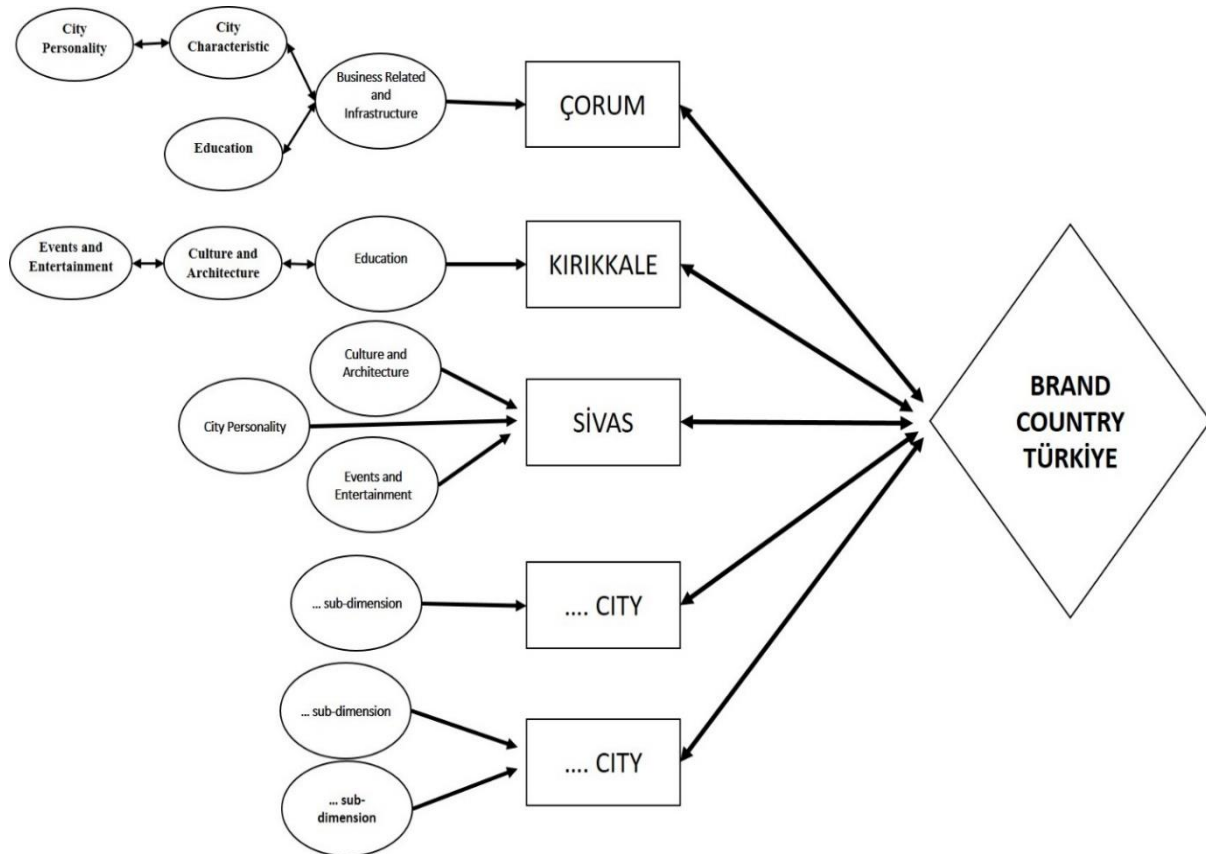 City
Personality
City
Characteristic
Business Related
and
Infrastructure
Education
ÇORUM
Events and
Entertainment
Culture and
Architecture
Education
KIRIKKALE
Culture and
Architecture
City Personality
Events and
Entertainment
SİVAS
BRAND
COUNTRY
TÜRKİYE
... sub-dimension
.... CITY
... sub-dimension
... sub-
dimension
.... CITY